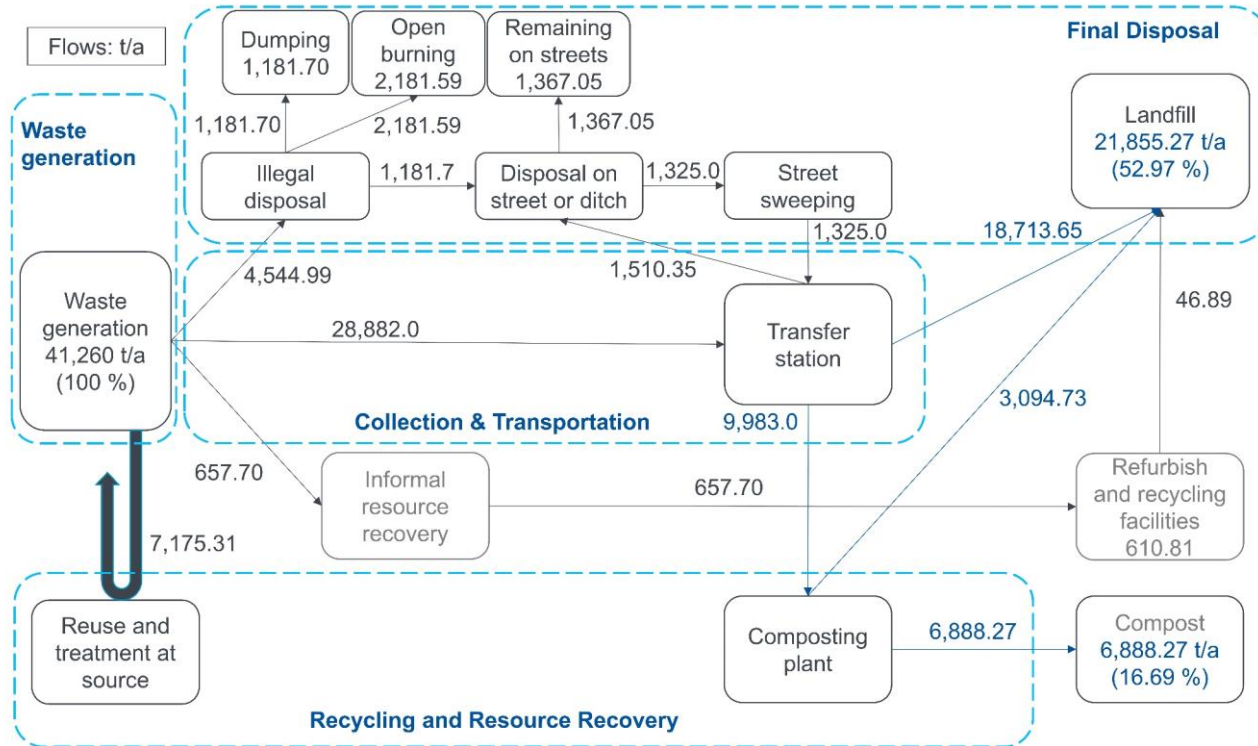 Flows: t/a
Final Disposal
Dumping
1,181.70
Open
burning
2,181.59
Remaining
on streets
1,367.05
Landfill
21,855.27 t/a
(52.97 %)
Waste
generation
1,181.70
2,181.59
1,367.05
Illegal
disposal
1,181.7
Disposal on
street or ditch
1,325.0
Street
sweeping
1,325.0
18,713.65
4,544.99
1,510.35
46.89
Waste
generation
41,260 t/a
(100 %)
28,882.0
Transfer
station
3,094.73
Collection & Transportation
9,983.0
657.70
Informal
resource
recovery
657.70
Refurbish
and recycling
facilities
610.81
7,175.31
Reuse and
treatment at
source
Composting
plant
6,888.27
Compost
6,888.27 t/a
(16.69 %)
Recycling and Resource Recovery